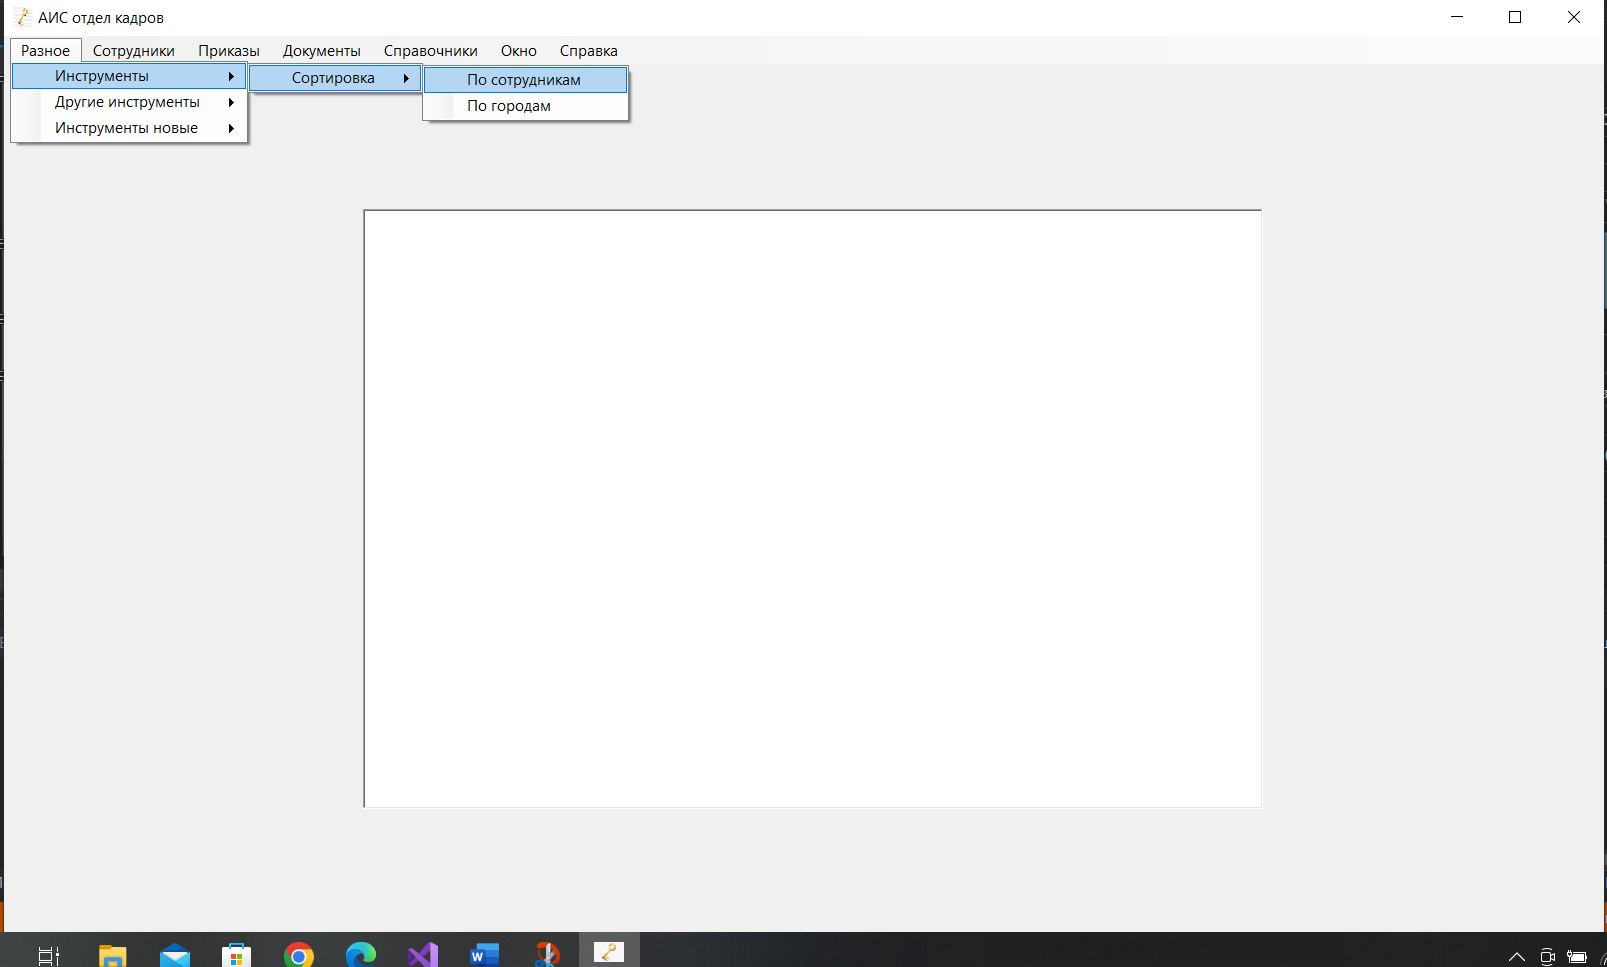 АИС отдел кадров
Разное Сотрудники Приказы Документы Справочники Окно Справка
Инструменты Сортировка По сотрудникам
Другие инструменты По городам
Инструменты новые